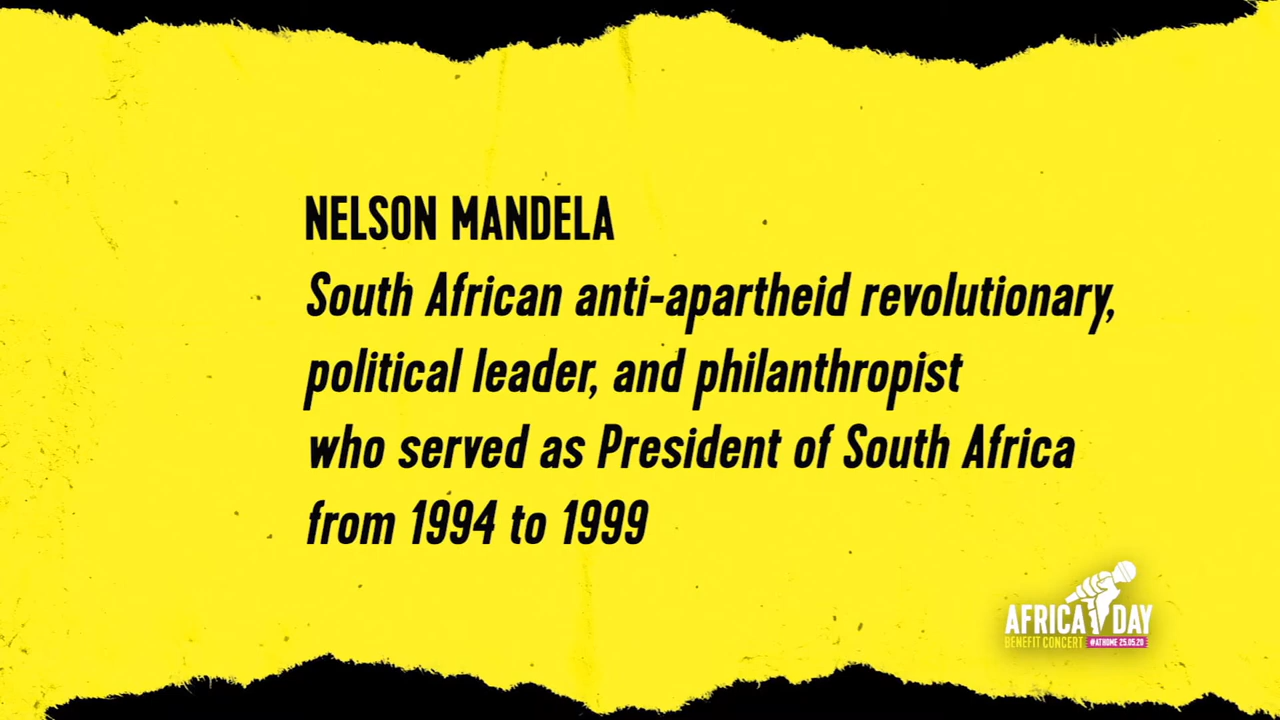 NELSON MANDELA
South African anti-apartheid revolutionary,
political leader, and philanthropist
who served as President of South Africa
from 1994 to 1999
AFRICA DAY
BENEFIT CONCERT #ATHOME 25.05.20